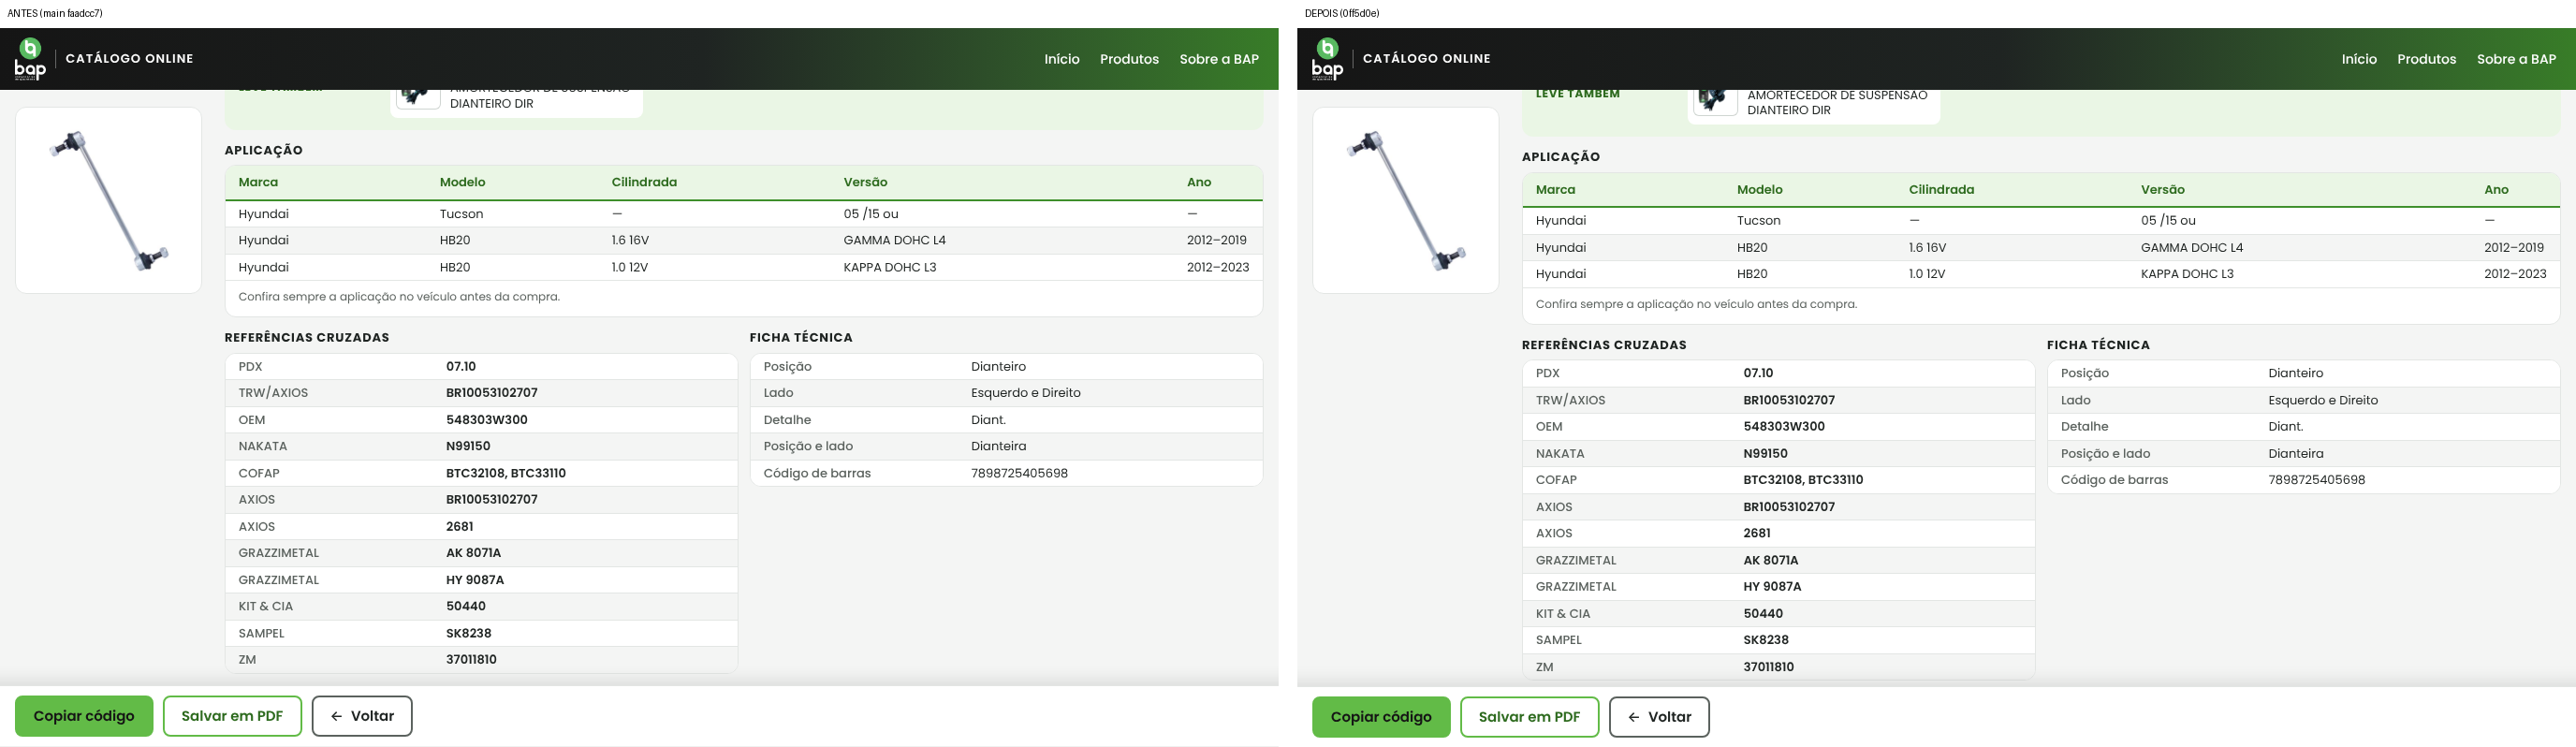 ANTES (main faadcc7)
bap
CATÁLOGO ONLINE
Início Produtos Sobre a BAP
DIANTEIRO DIR
APLICAÇÃO
Marca Modelo Cilindrada Versão Ano
Hyundai Tucson — 05 /15 ou —
Hyundai HB20 1.6 16V GAMMA DOHC L4 2012–2019
Hyundai HB20 1.0 12V KAPPA DOHC L3 2012–2023
Confira sempre a aplicação no veículo antes da compra.
REFERÊNCIAS CRUZADAS
PDX 07.10
TRW/AXIOS BR10053102707
OEM 548303W300
NAKATA N99150
COFAP BTC32108, BTC33110
AXIOS BR10053102707
AXIOS 2681
GRAZZIMETAL AK 8071A
GRAZZIMETAL HY 9087A
KIT & CIA 50440
SAMPEL SK8238
ZM 37011810
FICHA TÉCNICA
Posição Dianteiro
Lado Esquerdo e Direito
Detalhe Diant.
Posição e lado Dianteira
Código de barras 7898725405698
Copiar código
Salvar em PDF
← Voltar
DEPOIS (0ff5d0e)
bap
CATÁLOGO ONLINE
Início Produtos Sobre a BAP
LEVE TAMBÉM
AMORTECEDOR DE SUSPENSÃO
DIANTEIRO DIR
APLICAÇÃO
Marca Modelo Cilindrada Versão Ano
Hyundai Tucson — 05 /15 ou —
Hyundai HB20 1.6 16V GAMMA DOHC L4 2012–2019
Hyundai HB20 1.0 12V KAPPA DOHC L3 2012–2023
Confira sempre a aplicação no veículo antes da compra.
REFERÊNCIAS CRUZADAS
PDX 07.10
TRW/AXIOS BR10053102707
OEM 548303W300
NAKATA N99150
COFAP BTC32108, BTC33110
AXIOS BR10053102707
AXIOS 2681
GRAZZIMETAL AK 8071A
GRAZZIMETAL HY 9087A
KIT & CIA 50440
SAMPEL SK8238
ZM 37011810
FICHA TÉCNICA
Posição Dianteiro
Lado Esquerdo e Direito
Detalhe Diant.
Posição e lado Dianteira
Código de barras 7898725405698
Copiar código
Salvar em PDF
← Voltar